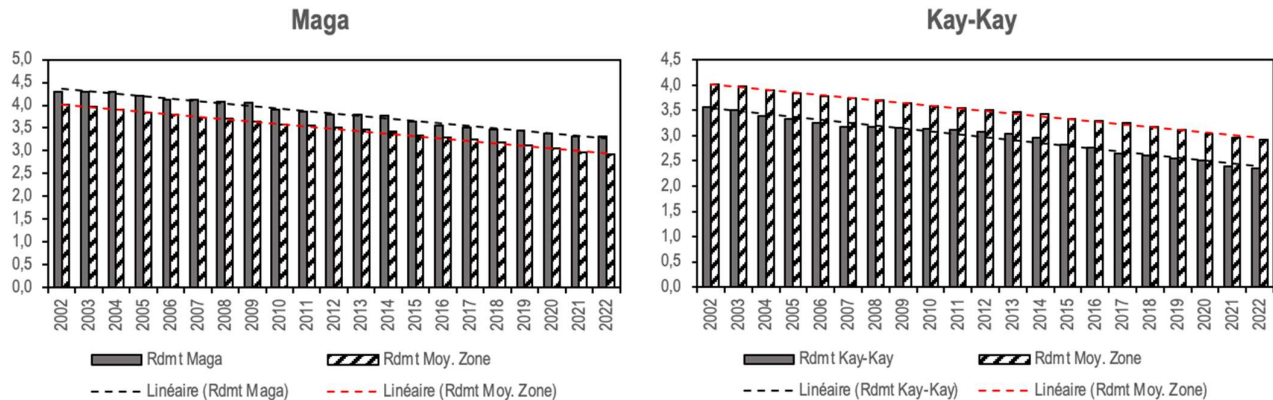 Maga
5,0
4,5
4,0
3,5
3,0
2,5
2,0
1,5
1,0
0,5
0,0
2002 2003 2004 2005 2006 2007 2008 2009 2010 2011 2012 2013 2014 2015 2016 2017 2018 2019 2020 2021 2022
Rdmt Maga Rdmt Moy. Zone
Linéaire (Rdmt Maga) Linéaire (Rdmt Moy. Zone)
Kay-Kay
4,5
4,0
3,5
3,0
2,5
2,0
1,5
1,0
0,5
0,0
2002 2003 2004 2005 2006 2007 2008 2009 2010 2011 2012 2013 2014 2015 2016 2017 2018 2019 2020 2021 2022
Rdmt Kay-Kay Rdmt Moy. Zone
Linéaire (Rdmt Kay-Kay) Linéaire (Rdmt Moy. Zone)